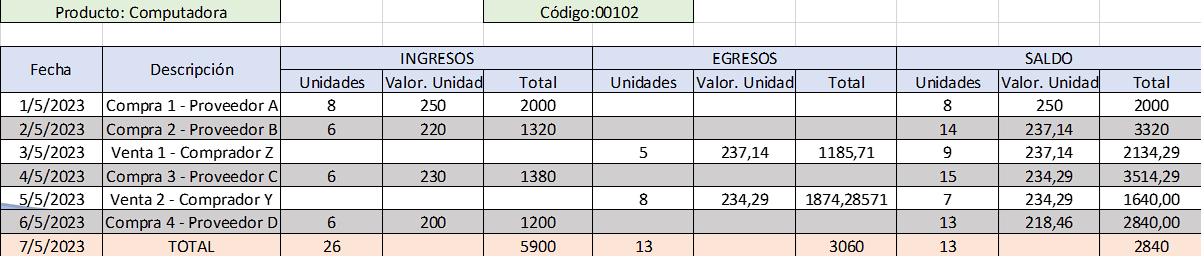 Producto: Computadora Código:00102
INGRESOS EGRESOS SALDO
Fecha Descripción
Unidades Valor. Unidad Total Unidades Valor. Unidad Total Unidades Valor. Unidad Total
1/5/2023 Compra 1 - Proveedor A 8 250 2000 8 250 2000
2/5/2023 Compra 2 - Proveedor B 6 220 1320 14 237,14 3320
3/5/2023 Venta 1 - Comprador Z 5 237,14 1185,71 9 237,14 2134,29
4/5/2023 Compra 3 - Proveedor C 6 230 1380 15 234,29 3514,29
5/5/2023 Venta 2 - Comprador Y 8 234,29 1874,28571 7 234,29 1640,00
6/5/2023 Compra 4 - Proveedor D 6 200 1200 13 218,46 2840,00
7/5/2023 TOTAL 26 5900 13 3060 13 2840